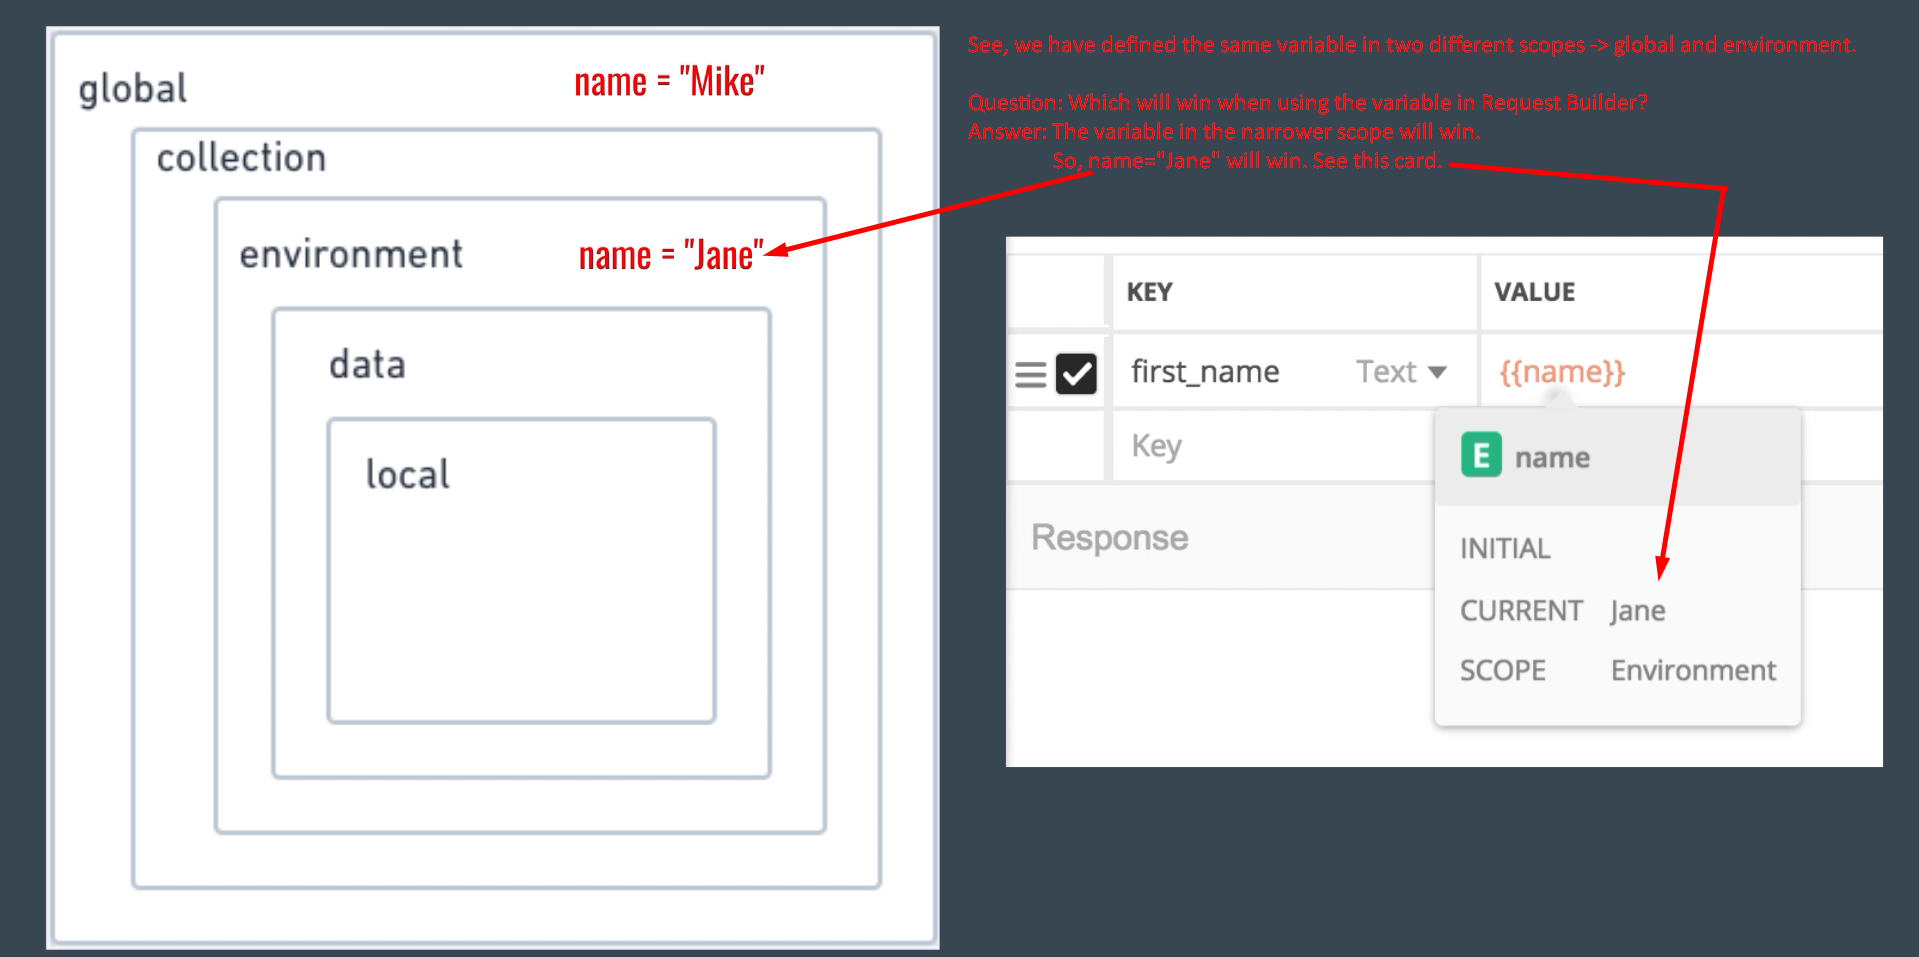 global
name = "Mike"
collection
environment
name = "Jane"
data
local
See, we have defined the same variable in two different scopes -> global and environment.
Question: Which will win when using the variable in Request Builder?
Answer: The variable in the narrower scope will win.
So, name="Jane" will win. See this card.
KEY VALUE
first_name Text {{name}}
Key
E name
Response
INITIAL
CURRENT Jane
SCOPE Environment